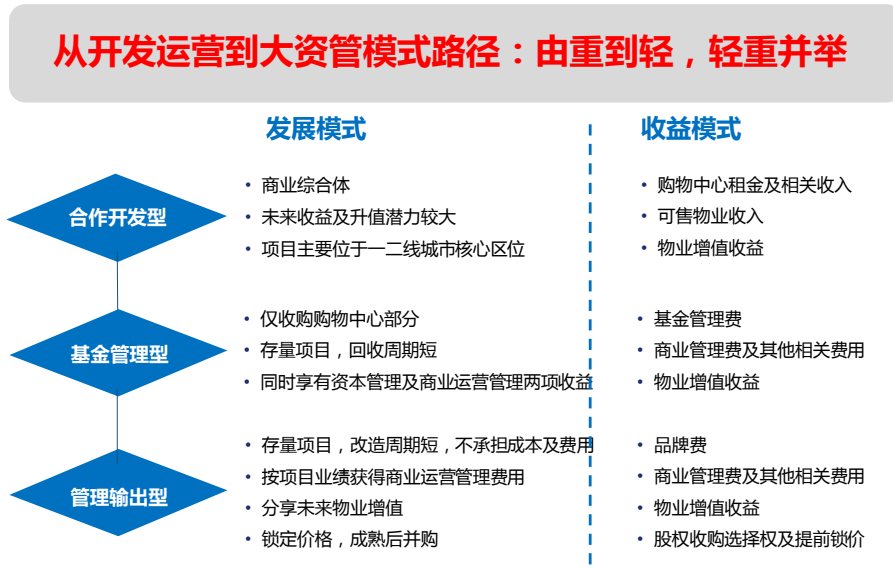 从开发运营到大资管模式路径：由重到轻，轻重并举
发展模式
收益模式
合作开发型
• 商业综合体
• 未来收益及升值潜力较大
• 项目主要位于一二线城市核心区位
• 购物中心租金及相关收入
• 可售物业收入
• 物业增值收益
基金管理型
• 仅收购购物中心部分
• 存量项目，回收周期短
• 同时享有资本管理及商业运营管理两项收益
• 基金管理费
• 商业管理费及其他相关费用
• 物业增值收益
管理输出型
• 存量项目，改造周期短，不承担成本及费用
• 按项目业绩获得商业运营管理费用
• 分享未来物业增值
• 锁定价格，成熟后并购
• 品牌费
• 商业管理费及其他相关费用
• 物业增值收益
• 股权收购选择权及提前锁价